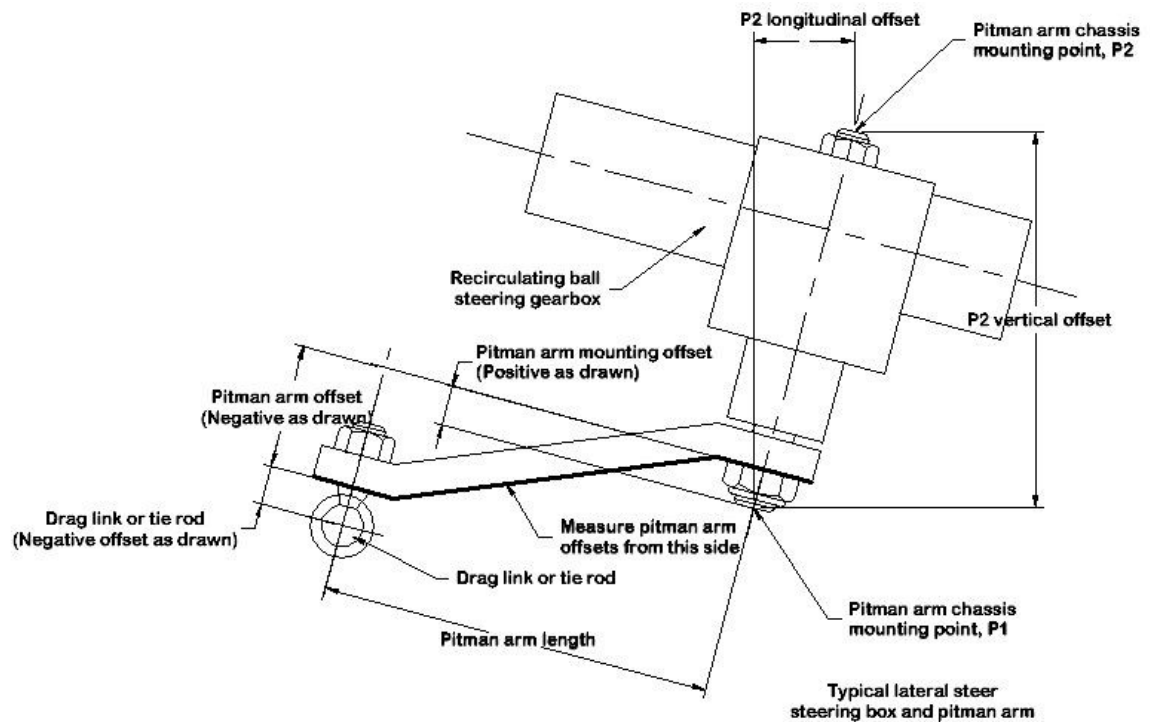 P2 longitudinal offset
Pitman arm chassis
mounting point, P2
Recirculating ball
steering gearbox
P2 vertical offset
Pitman arm mounting offset
(Positive as drawn)
Pitman arm offset
(Negative as drawn)
Drag link or tie rod
(Negative offset as drawn)
Measure pitman arm
offsets from this side
Drag link or tie rod
Pitman arm chassis
mounting point, P1
Pitman arm length
Typical lateral steer
steering box and pitman arm